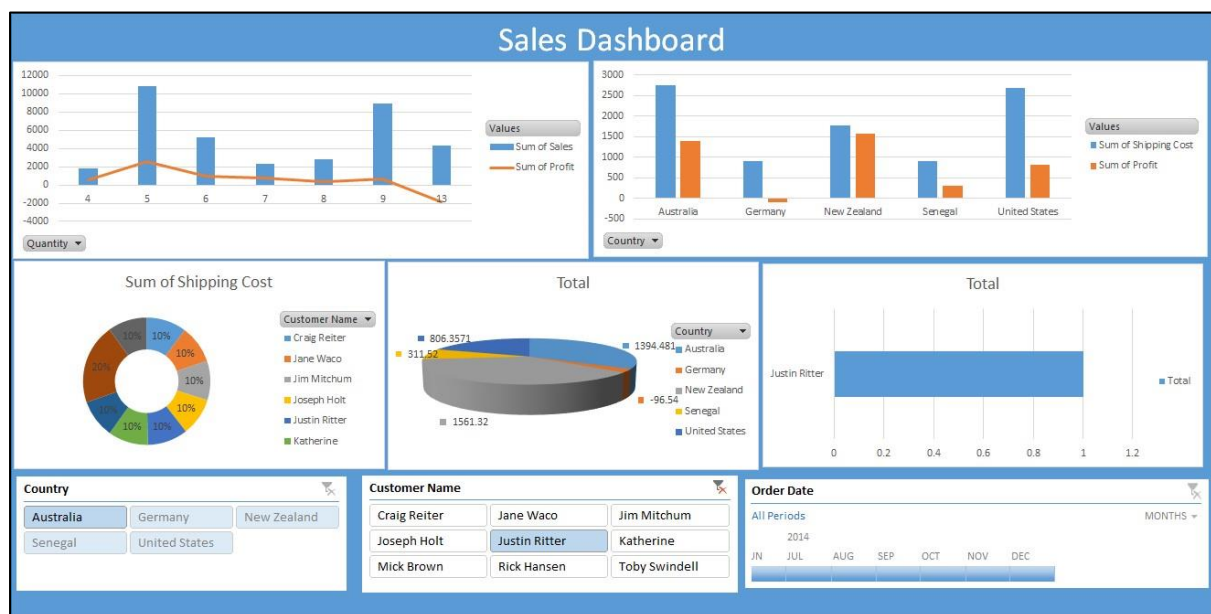 Sales Dashboard
12000
10000
8000
6000
4000
2000
0
-2000
-4000
4 5 6 7 8 9 13
Values
Sum of Sales
Sum of Profit
Quantity
3000
2500
2000
1500
1000
500
0
-500
Australia Germany New Zealand Senegal United States
Values
Sum of Shipping Cost
Sum of Profit
Country
Sum of Shipping Cost
10% 10%
20% 10%
10%
10% 10%
10% 10%
Customer Name
Craig Reiter
Jane Waco
Jim Mitchum
Joseph Holt
Justin Ritter
Katherine
Total
806.3571
311.52
1394.481
-96.54
1561.32
Country
Australia
Germany
New Zealand
Senegal
United States
Total
Justin Ritter
0 0.2 0.4 0.6 0.8 1 1.2
Total
Country
Australia Germany New Zealand
Senegal United States
Customer Name
Craig Reiter Jane Waco Jim Mitchum
Joseph Holt Justin Ritter Katherine
Mick Brown Rick Hansen Toby Swindell
Order Date
All Periods MONTHS
2014
JN JUL AUG SEP OCT NOV DEC